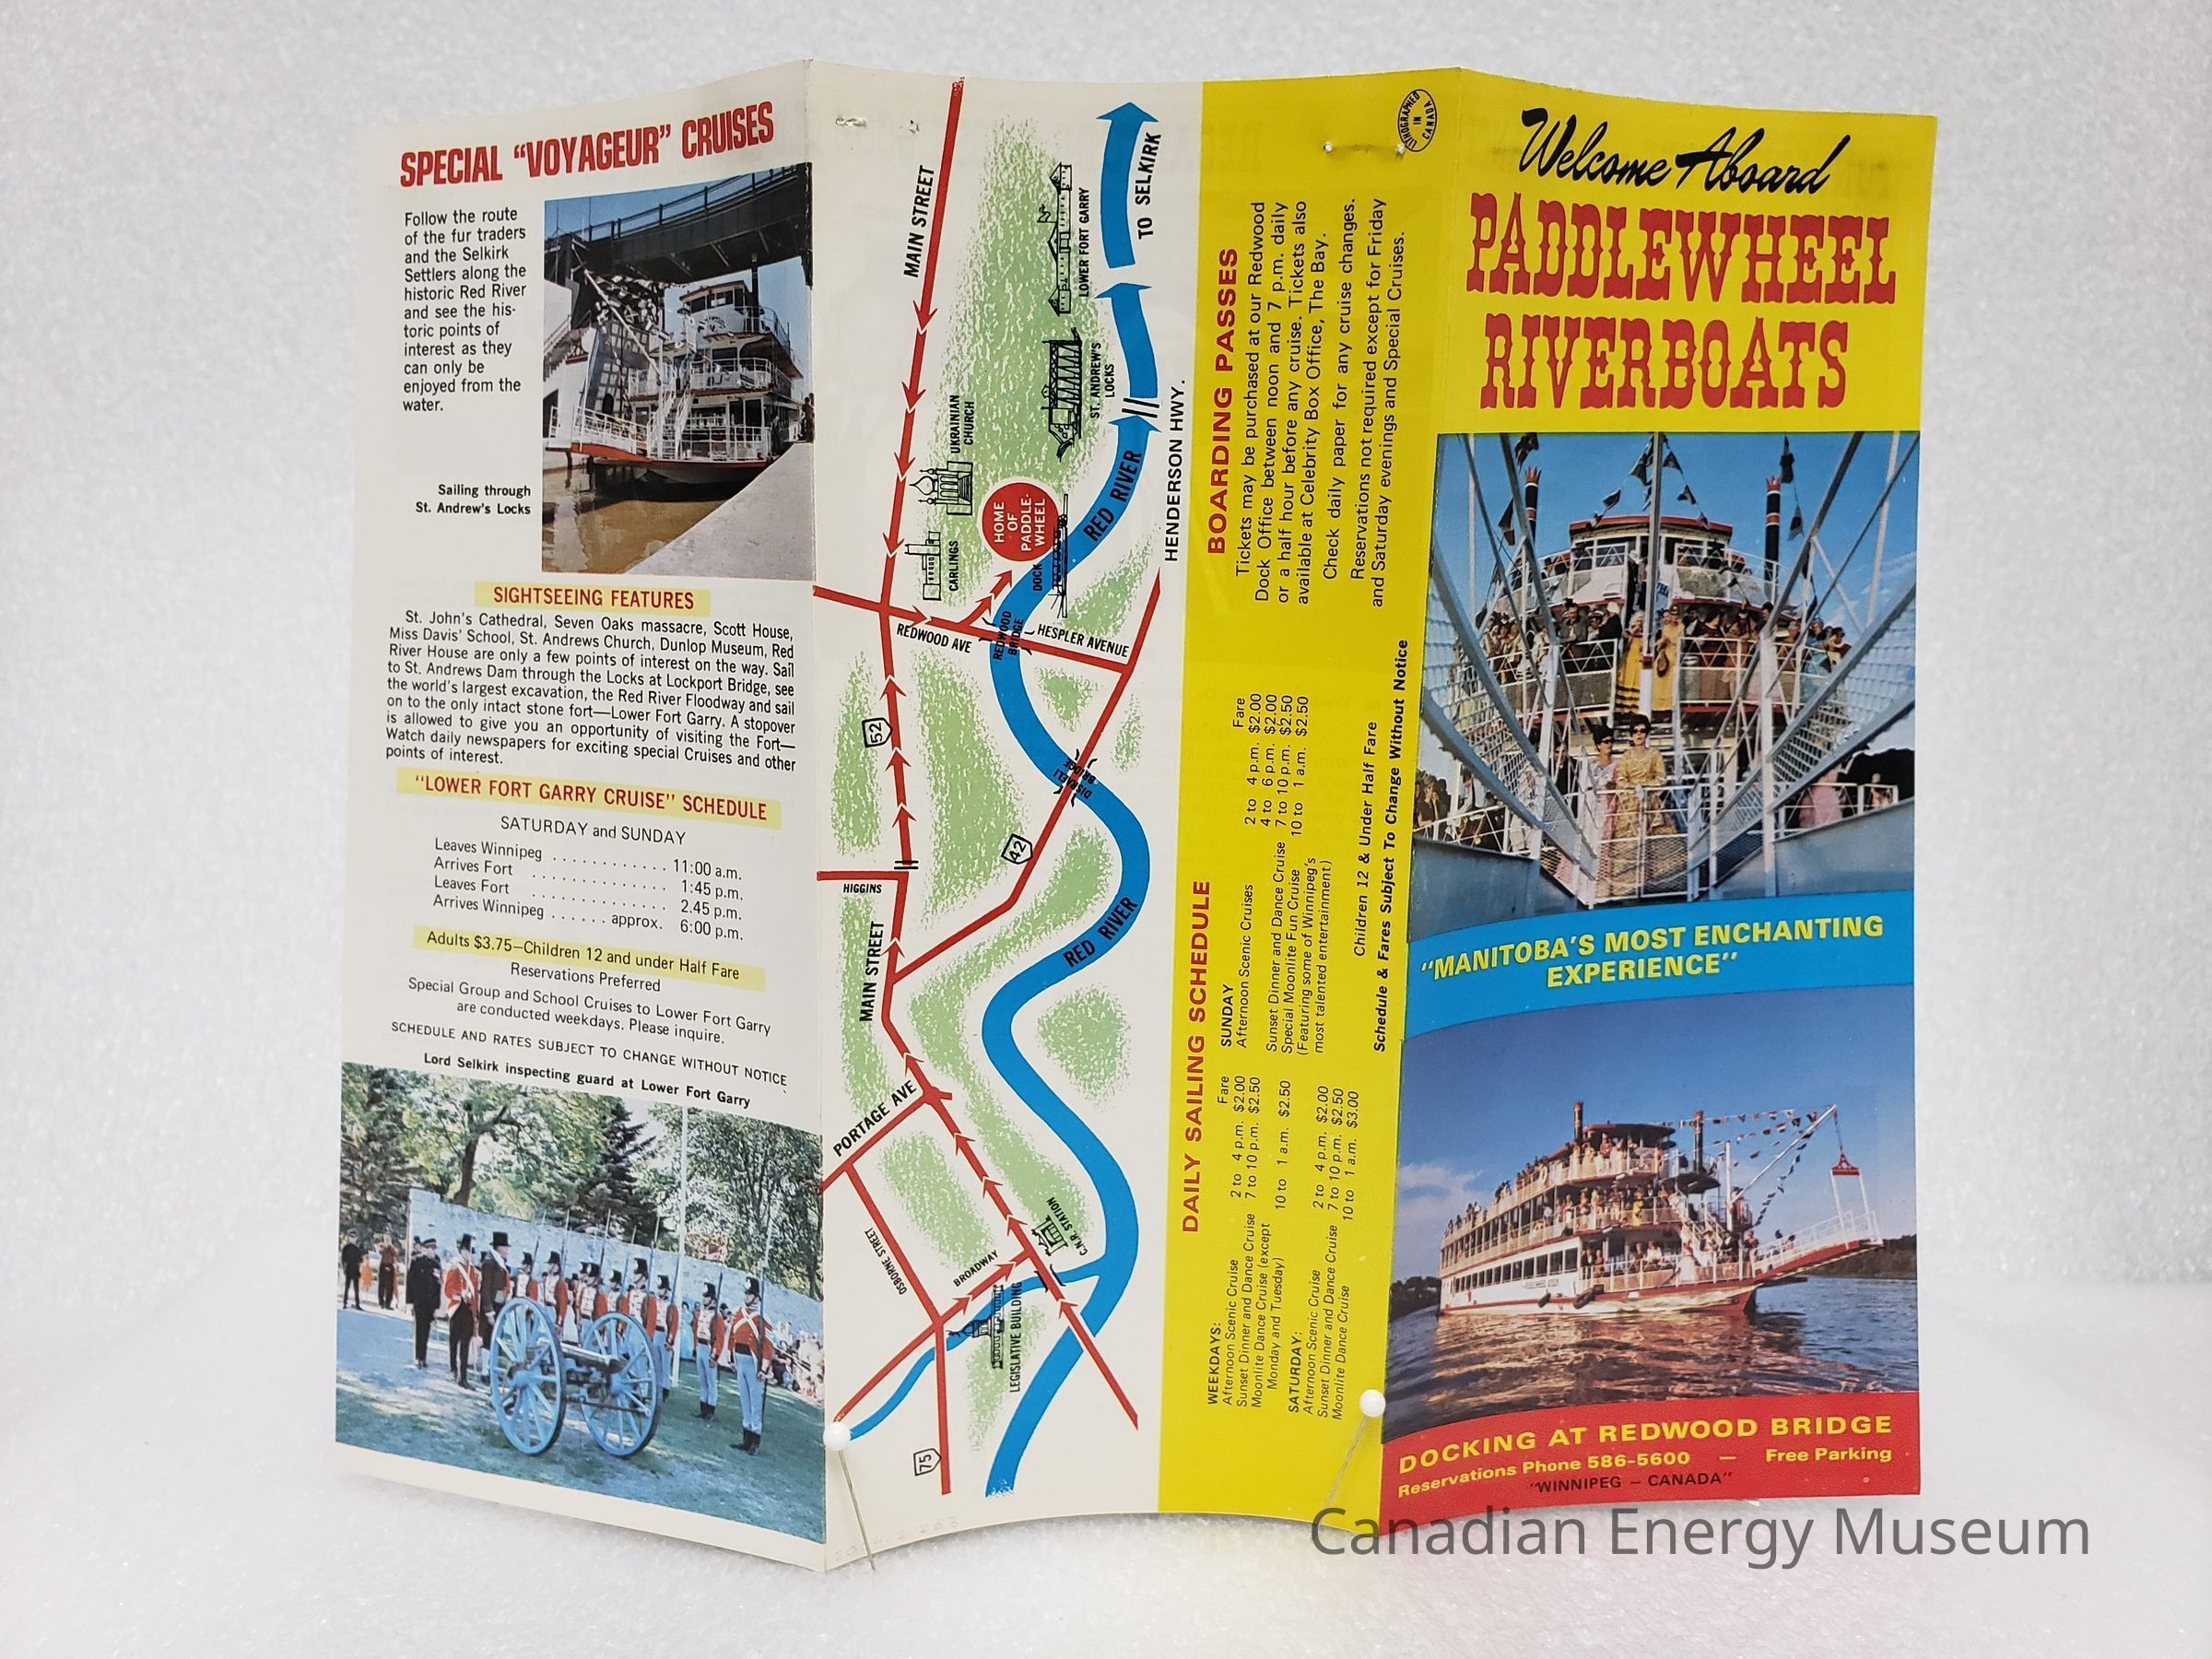 SPECIAL “VOYAGEUR” CRUISES
Follow the route
of the fur traders
and the Selkirk
Settlers along the
historic Red River
and see the his-
toric points of
interest as they
can only be
enjoyed from the
water.
Sailing through
St. Andrew's Locks
SIGHTSEEING FEATURES
St. John's Cathedral, Seven Oaks massacre, Scott House,
Miss Davis' School, St. Andrews Church, Dunlop Museum, Red
River House are only a few points of interest on the way. Sail
to St. Andrews Dam through the Locks at Lockport Bridge, see
the world's largest excavation, the Red River Floodway and sail
on to the only intact stone fort—Lower Fort Garry. A stopover
is allowed to give you an opportunity of visiting the Fort—
Watch daily newspapers for exciting special Cruises and other
points of interest.
“LOWER FORT GARRY CRUISE” SCHEDULE
SATURDAY and SUNDAY
Leaves Winnipeg . . . . . . . . . . . . 11:00 a.m.
Arrives Fort . . . . . . . . . . . . . . 1:45 p.m.
Leaves Fort . . . . . . . . . . . . . . 2.45 p.m.
Arrives Winnipeg . . . . . . approx. 6:00 p.m.
Adults $3.75—Children 12 and under Half Fare
Reservations Preferred
Special Group and School Cruises to Lower Fort Garry
are conducted weekdays. Please inquire.
SCHEDULE AND RATES SUBJECT TO CHANGE WITHOUT NOTICE
Lord Selkirk inspecting guard at Lower Fort Garry
MAIN STREET
TO SELKIRK
LOWER FORT GARRY
ST. ANDREW'S
LOCKS
UKRAINIAN
CHURCH
CARLINGS
HOME
OF
PADDLE-
WHEEL
DOCK
RED RIVER
HENDERSON HWY.
REDWOOD AVE
REDWOOD
BRIDGE
HESPLER AVENUE
52
DISRAELI
BRIDGE
42
HIGGINS
MAIN STREET
RED RIVER
PORTAGE AVE
OSBORNE STREET
BROADWAY
C.N.R. STATION
LEGISLATIVE BUILDING
75
LITHOGRAPHED
IN
CANADA
BOARDING PASSES
Tickets may be purchased at our Redwood
Dock Office between noon and 7 p.m. daily
or a half hour before any cruise. Tickets also
available at Celebrity Box Office, The Bay.
Check daily paper for any cruise changes.
Reservations not required except for Friday
and Saturday evenings and Special Cruises.
DAILY SAILING SCHEDULE
WEEKDAYS: Fare
Afternoon Scenic Cruise 2 to 4 p.m. $2.00
Sunset Dinner and Dance Cruise 7 to 10 p.m. $2.50
Moonlite Dance Cruise (except
Monday and Tuesday) 10 to 1 a.m. $2.50
SATURDAY:
Afternoon Scenic Cruise 2 to 4 p.m. $2.00
Sunset Dinner and Dance Cruise 7 to 10 p.m. $2.50
Moonlite Dance Cruise 10 to 1 a.m. $3.00
SUNDAY Fare
Afternoon Scenic Cruises 2 to 4 p.m. $2.00
4 to 6 p.m. $2.00
Sunset Dinner and Dance Cruise 7 to 10 p.m. $2.50
Special Moonlite Fun Cruise 10 to 1 a.m. $2.50
(Featuring some of Winnipeg's
most talented entertainment)
Children 12 & Under Half Fare
Schedule & Fares Subject To Change Without Notice
Welcome Aboard
PADDLEWHEEL
RIVERBOATS
“MANITOBA'S MOST ENCHANTING
EXPERIENCE”
DOCKING AT REDWOOD BRIDGE
Reservations Phone 586-5600 — Free Parking
“WINNIPEG – CANADA”
Canadian Energy Museum